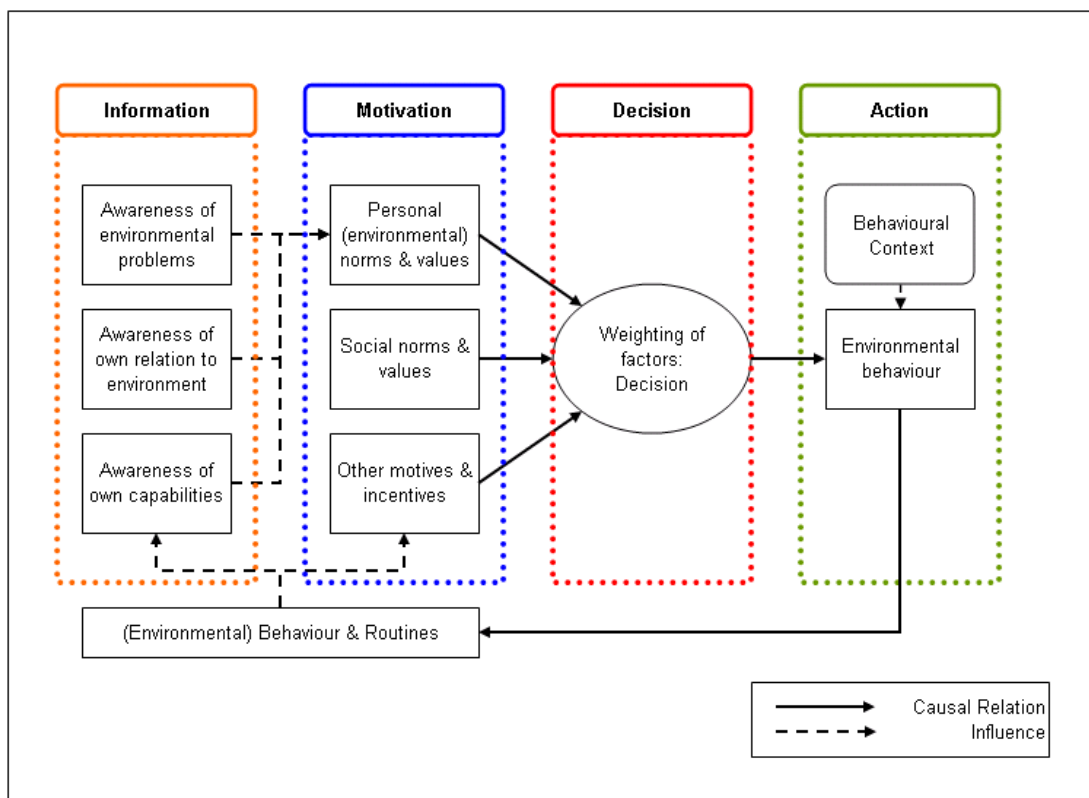 Information
Motivation
Decision
Action
Awareness of
environmental
problems
Personal
(environmental)
norms & values
Behavioural
Context
Awareness of
own relation to
environment
Social norms &
values
Weighting of
factors:
Decision
Environmental
behaviour
Awareness of
own capabilities
Other motives &
incentives
(Environmental) Behaviour & Routines
Causal Relation
Influence